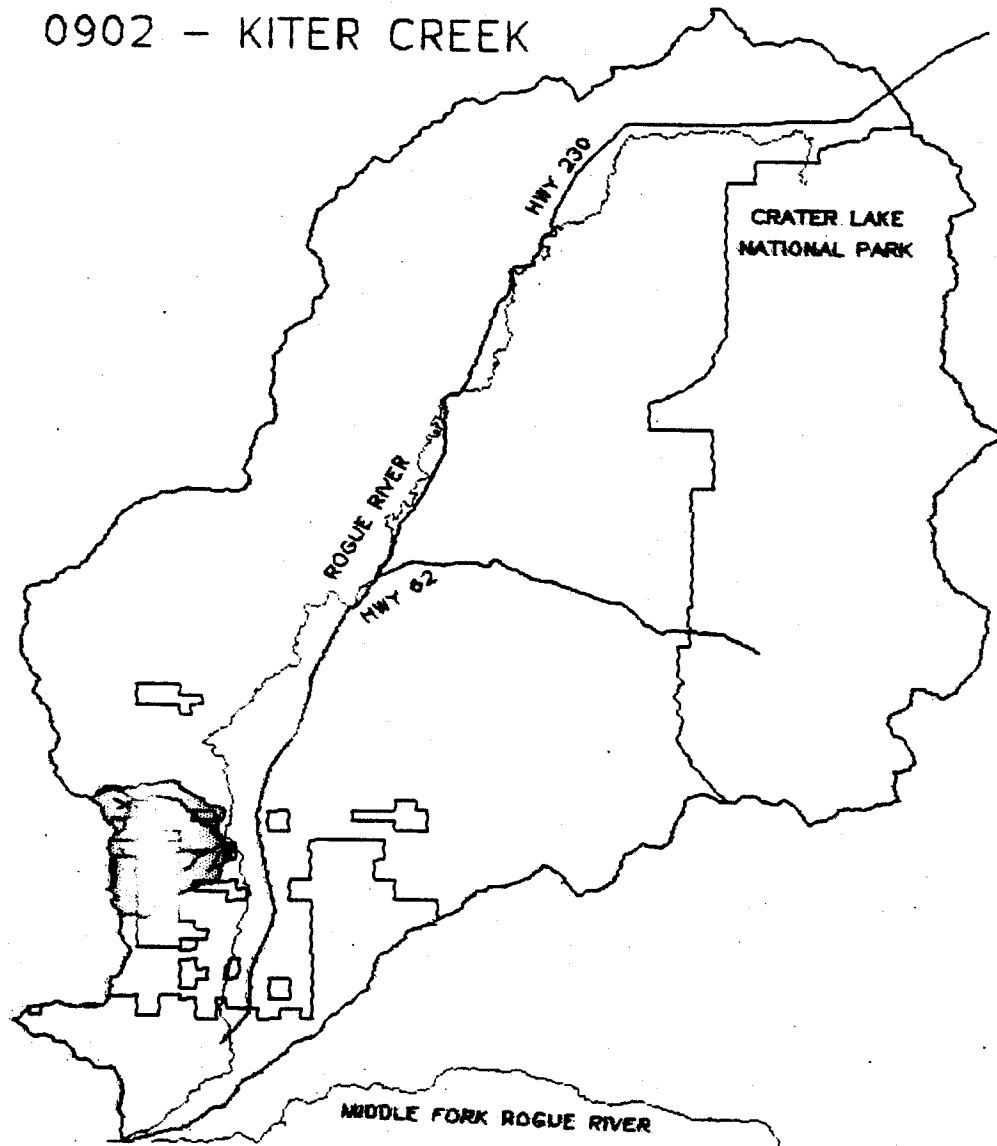 0902 - KITER CREEK
HWY 230
CRATER LAKE
NATIONAL PARK
ROGUE RIVER
HWY 62
MIDDLE FORK ROGUE RIVER